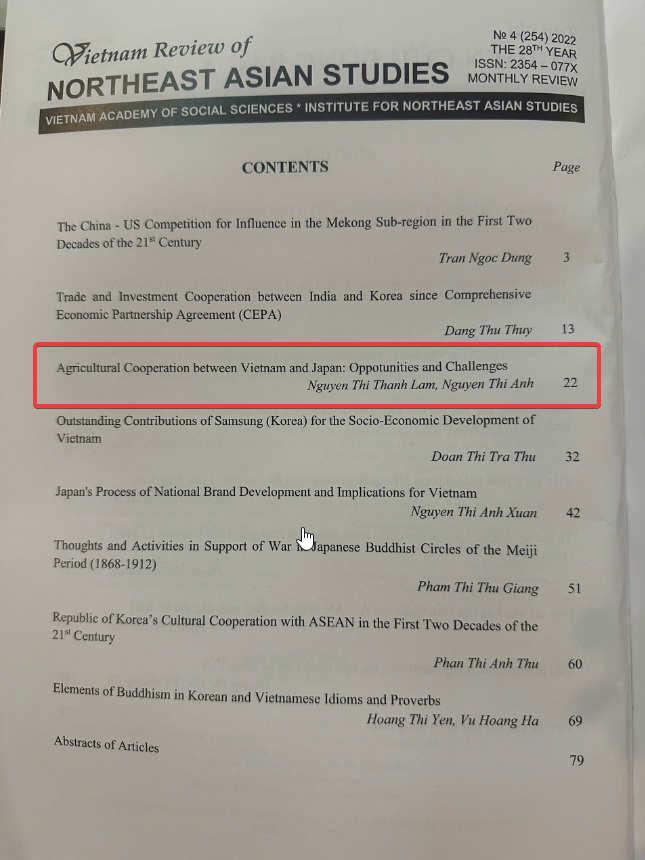 Vietnam Review of
NORTHEAST ASIAN STUDIES
№ 4 (254) 2022
THE 28TH YEAR
ISSN: 2354 – 077X
MONTHLY REVIEW
VIETNAM ACADEMY OF SOCIAL SCIENCES * INSTITUTE FOR NORTHEAST ASIAN STUDIES
CONTENTS Page
The China - US Competition for Influence in the Mekong Sub-region in the First Two
Decades of the 21st Century
Tran Ngoc Dung 3
Trade and Investment Cooperation between India and Korea since Comprehensive
Economic Partnership Agreement (CEPA)
Dang Thu Thuy 13
Agricultural Cooperation between Vietnam and Japan: Oppotunities and Challenges
Nguyen Thi Thanh Lam, Nguyen Thi Anh 22
Outstanding Contributions of Samsung (Korea) for the Socio-Economic Development of
Vietnam
Doan Thi Tra Thu 32
Japan's Process of National Brand Development and Implications for Vietnam
Nguyen Thi Anh Xuan 42
Thoughts and Activities in Support of War Japanese Buddhist Circles of the Meiji
Period (1868-1912)
Pham Thi Thu Giang 51
Republic of Korea's Cultural Cooperation with ASEAN in the First Two Decades of the
21st Century
Phan Thi Anh Thu 60
Elements of Buddhism in Korean and Vietnamese Idioms and Proverbs
Hoang Thi Yen, Vu Hoang Ha 69
Abstracts of Articles
79